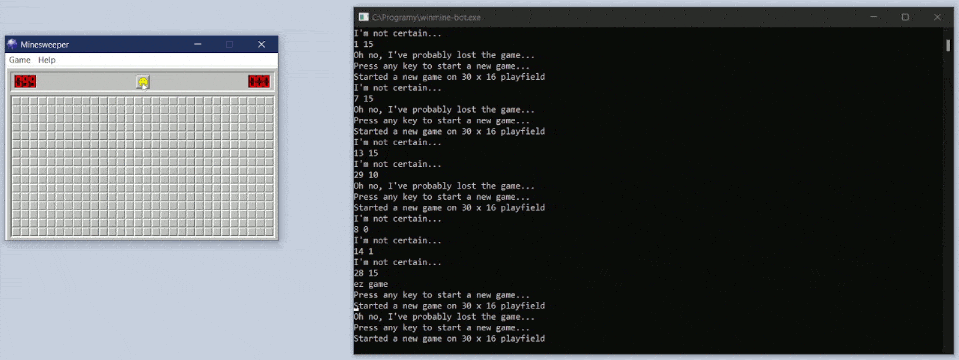 Minesweeper
Game Help
C:\Programy\winmine-bot.exe
I'm not certain...
1 15
Oh no, I've probably lost the game...
Press any key to start a new game...
Started a new game on 30 x 16 playfield
I'm not certain...
7 15
Oh no, I've probably lost the game...
Press any key to start a new game...
Started a new game on 30 x 16 playfield
I'm not certain...
13 15
I'm not certain...
29 10
Oh no, I've probably lost the game...
Press any key to start a new game...
Started a new game on 30 x 16 playfield
I'm not certain...
8 0
I'm not certain...
14 1
I'm not certain...
28 15
ez game
Press any key to start a new game...
Started a new game on 30 x 16 playfield
Oh no, I've probably lost the game...
Press any key to start a new game...
Started a new game on 30 x 16 playfield